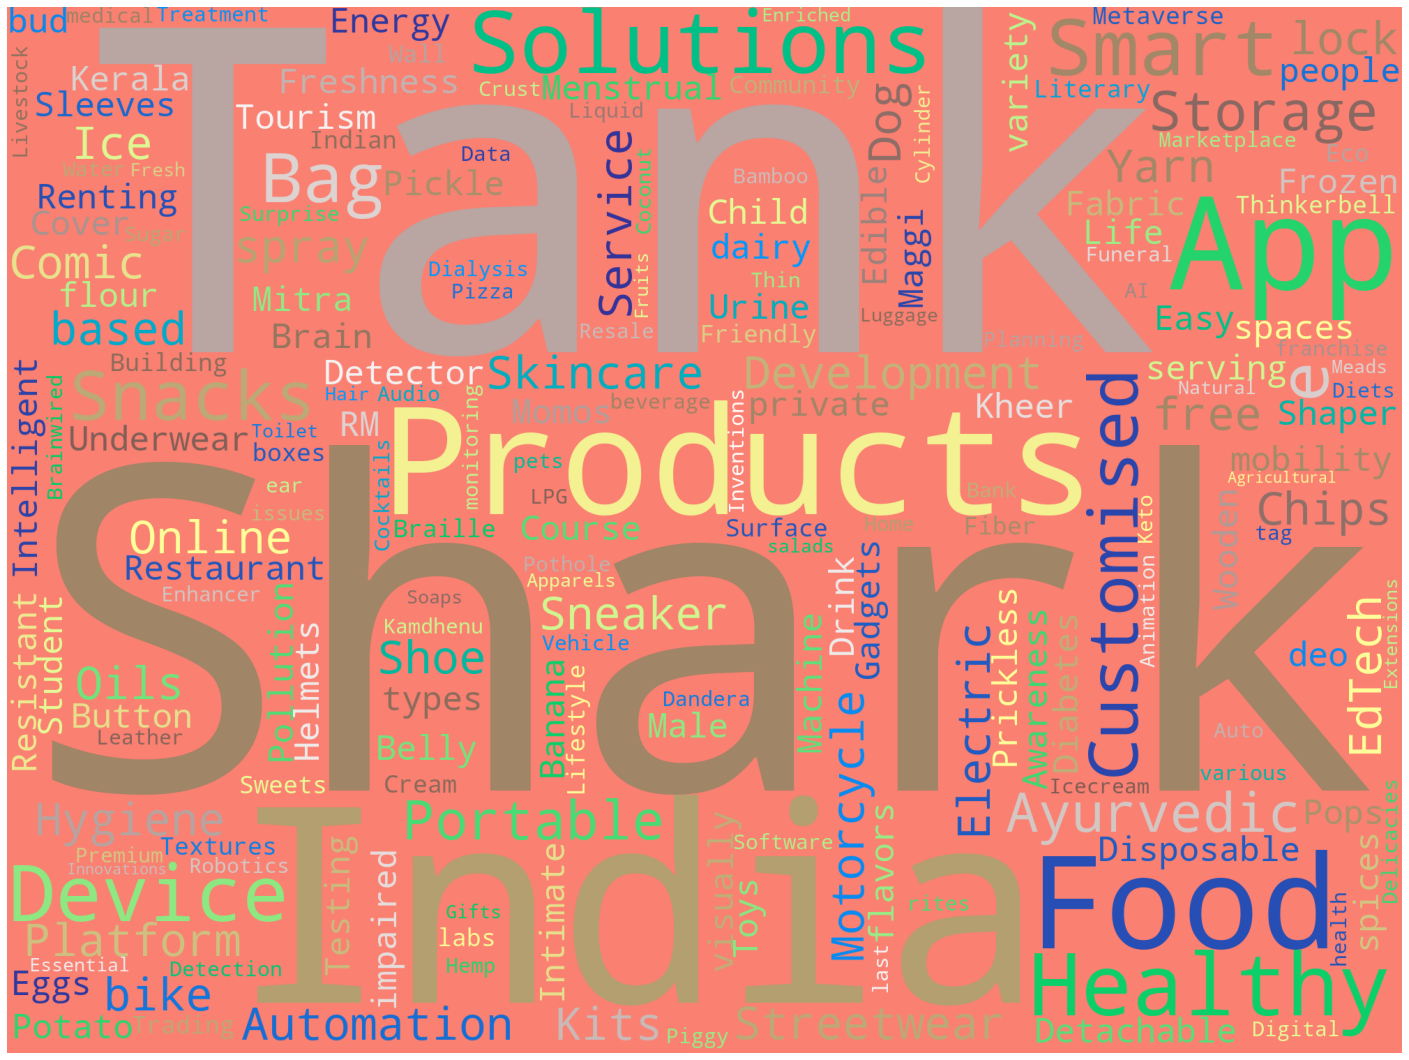 Tank
Shark
India
Products
Solutions
App
Food
Healthy
Device
Customised
Smart
Storage
Bag
Snacks
bud
medical
Treatment
Energy
Enriched
Metaverse
lock
people
variety
Literary
Livestock
Kerala
Wall
Freshness
Crust
Menstrual
Community
Sleeves
Tourism
Liquid
Dog
Cylinder
Marketplace
Ice
Indian
Data
Service
Coconut
Yarn
Eco
Water
Fresh
Pickle
Bamboo
Edible
Frozen
Renting
Surprise
Child
Maggi
Fabric
Thinkerbell
Cover
Sugar
spray
dairy
Life
Comic
Dialysis
Pizza
Fruits
Thin
Funeral
flour
Mitra
Urine
AI
based
Brain
Resale
Friendly
Luggage
Planning
Easy
spaces
Building
Detector
Skincare
Development
serving
franchise
e
Meads
Intelligent
Brainwired
Hair
Audio
Momos
beverage
private
Kheer
Natural
Diets
Underwear
Toilet
RM
monitoring
Inventions
free
Shaper
boxes
Cocktails
pets
mobility
ear
LPG
Bank
Agricultural
issues
Braille
Course
Surface
Home
Fiber
Keto
Wooden
Chips
Online
salads
tag
Restaurant
Pothole
Enhancer
Apparels
Drink
Gadgets
Animation
Resistant
Student
Pollution
Helmets
Soaps
Sneaker
Prickless
Awareness
Diabetes
Extensions
Kamdhenu
Vehicle
Machine
Electric
EdTech
deo
Oils
Shoe
Banana
Lifestyle
Dandera
Button
types
Male
Motorcycle
Leather
Belly
Auto
Sweets
Cream
Icecream
various
Hygiene
Portable
Ayurvedic
Pops
Delicacies
Textures
Testing
Intimate
visually
Software
flavors
Disposable
Premium
Robotics
impaired
Toys
spices
Innovations
Gifts
rites
health
Platform
labs
last
Essential
Detection
Hemp
Eggs
bike
Potato
Trading
Automation
Kits
Piggy
Streetwear
Detachable
Digital